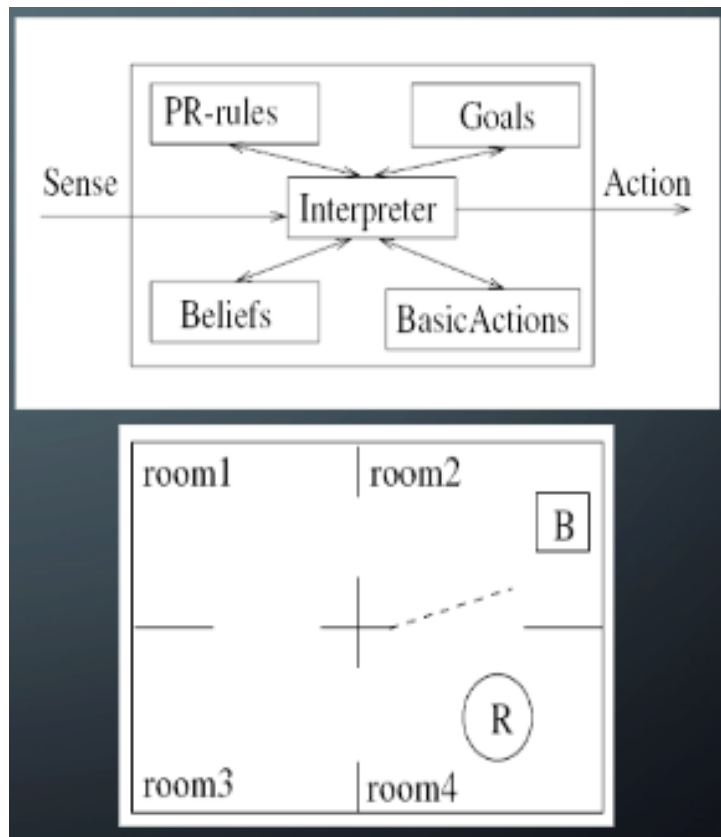 PR-rules
Goals
Sense
Interpreter
Action
Beliefs
BasicActions
room1
room2
B
R
room3
room4